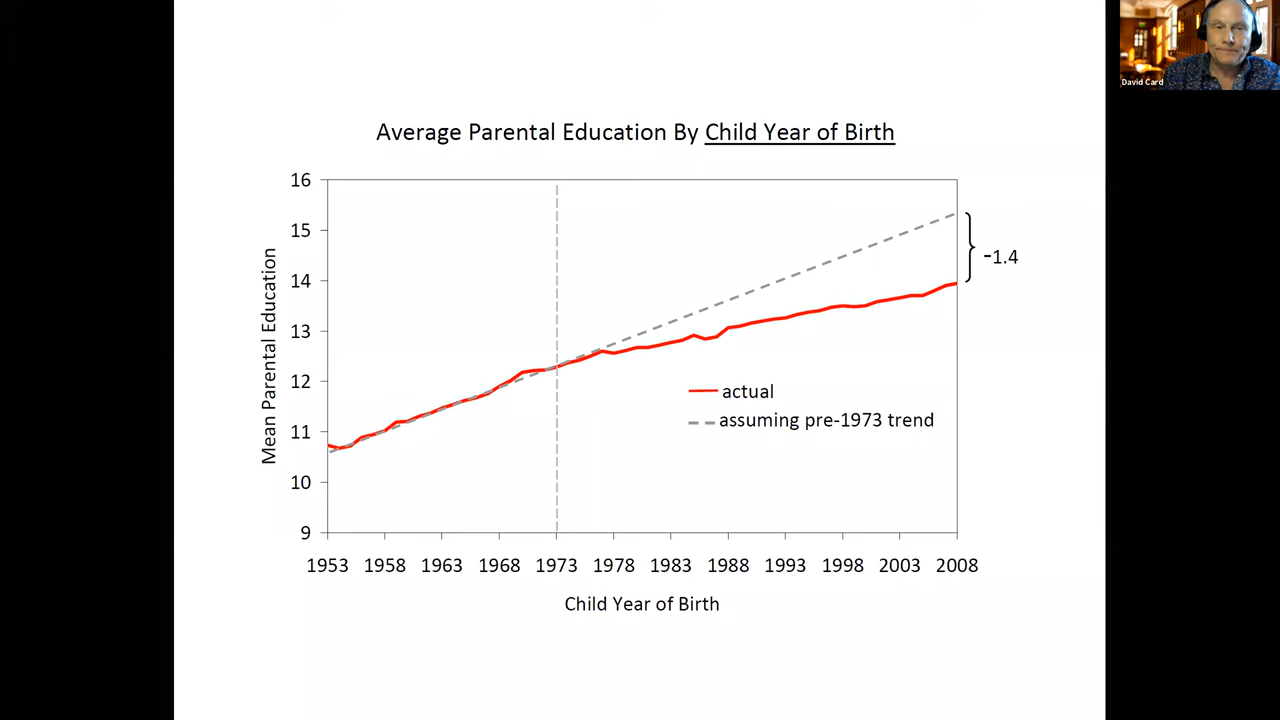 David Card
Average Parental Education By Child Year of Birth
16
15
14
13
12
11
10
9
Mean Parental Education
-1.4
actual
assuming pre-1973 trend
1953 1958 1963 1968 1973 1978 1983 1988 1993 1998 2003 2008
Child Year of Birth